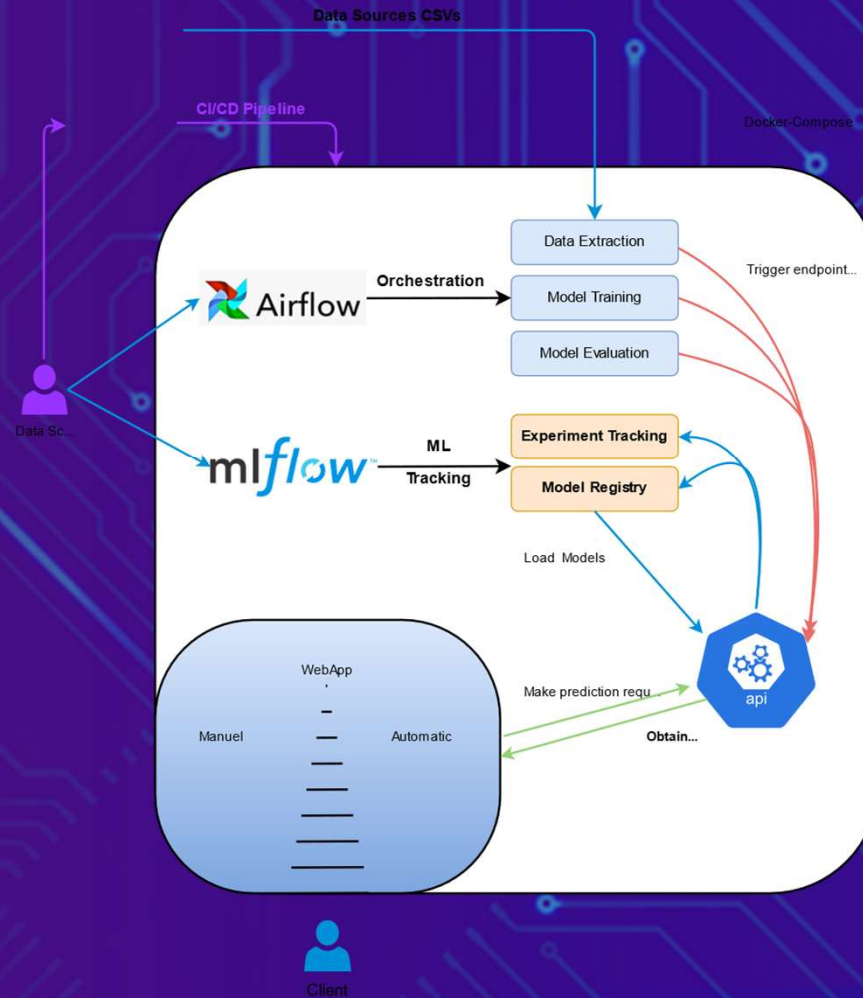 Data Sources CSVs
CI/CD Pipeline
Docker-Compose
Data Extraction
Trigger endpoint...
Orchestration
Airflow
Model Training
Model Evaluation
Data Sc...
Experiment Tracking
ML
Tracking
mlflow™
Model Registry
Load Models
WebApp
Make prediction requ...
api
Manuel
Automatic
Obtain...
Client